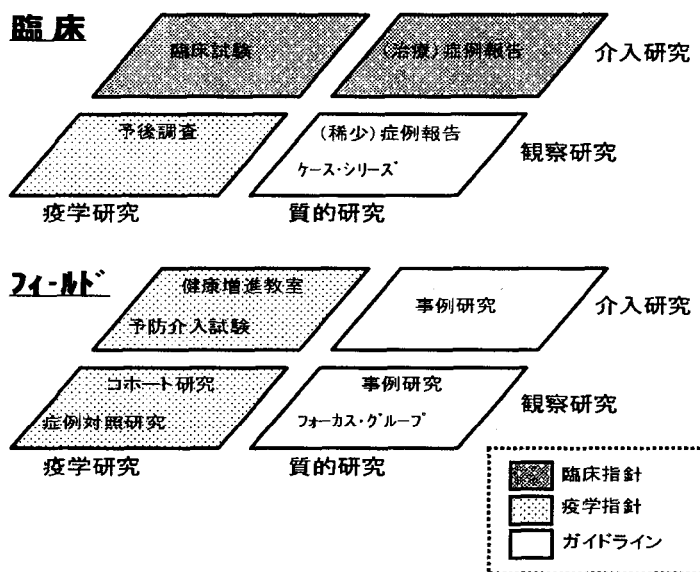 臨床
臨床試験 (治療)症例報告 介入研究
予後調査 (稀少)症例報告
ケース・シリーズ 観察研究
疫学研究 質的研究
フィールド
健康増進教室
予防介入試験 事例研究 介入研究
コホート研究 事例研究
症例対照研究 フォーカス・グループ 観察研究
疫学研究 質的研究
臨床指針
疫学指針
ガイドライン